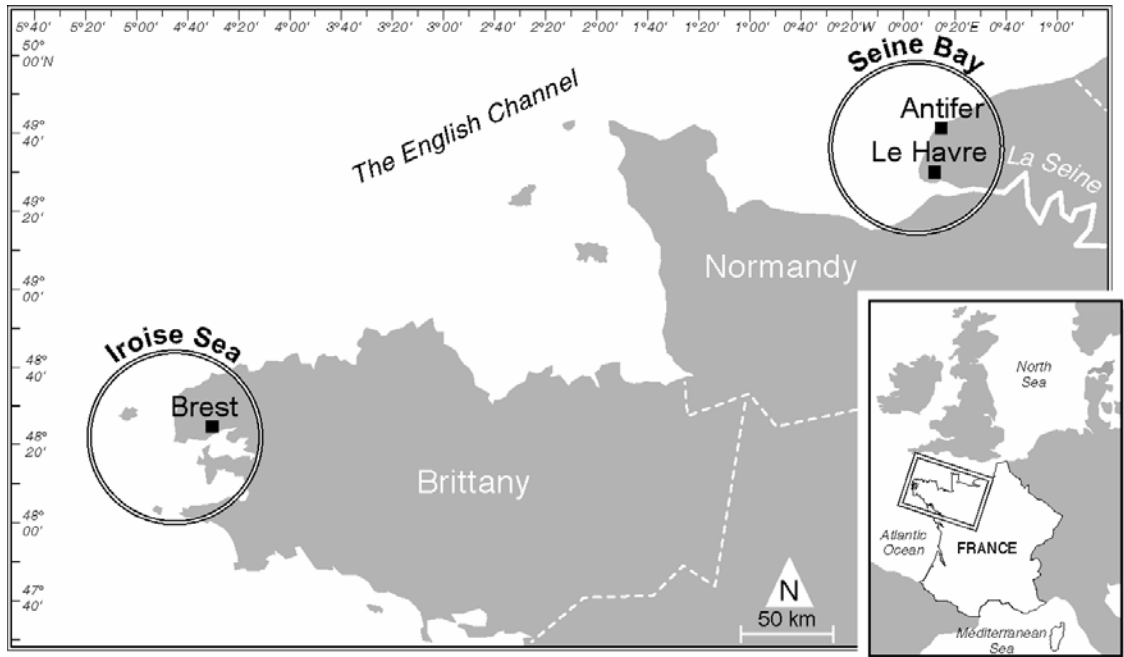 5°40' 5°20' 5°00' 4°40' 4°20' 4°00' 3°40' 3°20' 3°00' 2°40' 2°20' 2°00' 1°40' 1°20' 1°00' 0°40' 0°20'W 0°00' 0°20'E 0°40' 1°00'
50°
00'N
49°
40'
49°
20'
49°
00'
48°
40'
48°
20'
48°
00'
47°
40'
The English Channel
Seine Bay
Antifer
Le Havre
La Seine
Normandy
Iroise Sea
Brest
Brittany
N
50 km
North
Sea
Atlantic
Ocean
FRANCE
Mediterranean
Sea